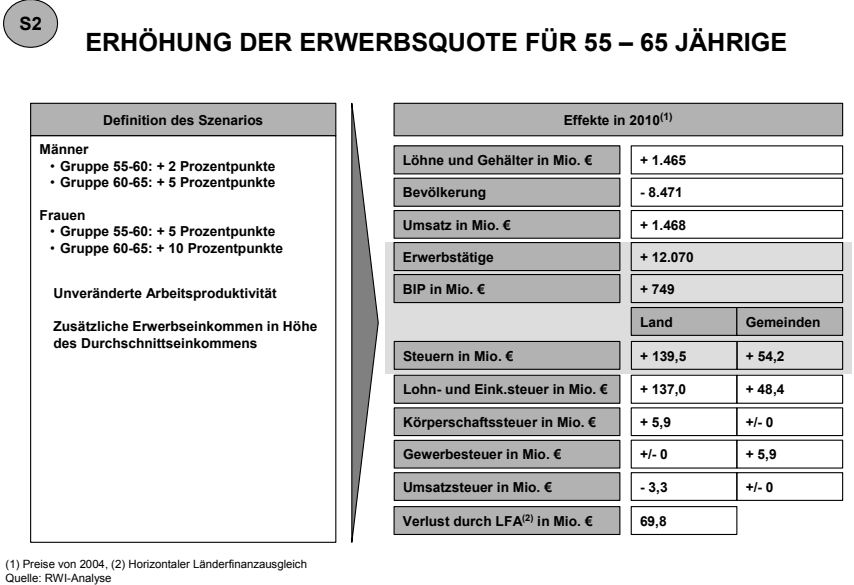 S2
ERHÖHUNG DER ERWERBSQUOTE FÜR 55 – 65 JÄHRIGE
Definition des Szenarios
Männer
• Gruppe 55-60: + 2 Prozentpunkte
• Gruppe 60-65: + 5 Prozentpunkte
Frauen
• Gruppe 55-60: + 5 Prozentpunkte
• Gruppe 60-65: + 10 Prozentpunkte
Unveränderte Arbeitsproduktivität
Zusätzliche Erwerbseinkommen in Höhe
des Durchschnittseinkommens
Effekte in 2010(1)
Löhne und Gehälter in Mio. € + 1.465
Bevölkerung - 8.471
Umsatz in Mio. € + 1.468
Erwerbstätige + 12.070
BIP in Mio. € + 749
Land Gemeinden
Steuern in Mio. € + 139,5 + 54,2
Lohn- und Eink.steuer in Mio. € + 137,0 + 48,4
Körperschaftssteuer in Mio. € + 5,9 +/- 0
Gewerbesteuer in Mio. € +/- 0 + 5,9
Umsatzsteuer in Mio. € - 3,3 +/- 0
Verlust durch LFA(2) in Mio. € 69,8
(1) Preise von 2004, (2) Horizontaler Länderfinanzausgleich
Quelle: RWI-Analyse